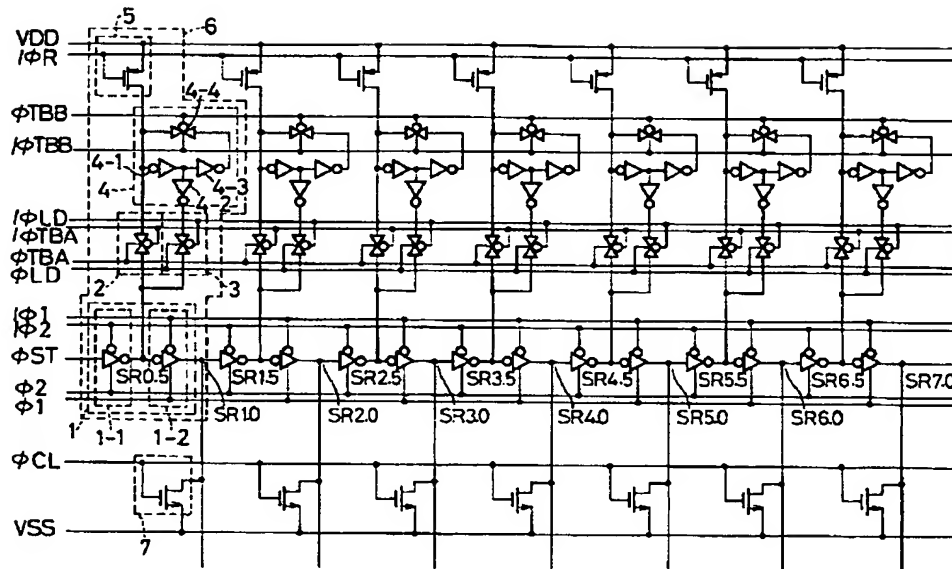 5
6
VDD
/φR
4-4
φTBB
/φTBB
4-1
4
4-3
4-2
/φLD
/φTBA
φTBA
φLD
2
3
/φ1
/φ2
φST
SR0.5
SR1.5
SR2.5
SR3.5
SR4.5
SR5.5
SR6.5
SR7.0
φ2
φ1
SR1.0
SR2.0
SR3.0
SR4.0
SR5.0
SR6.0
1
1-1
1-2
φCL
VSS
7